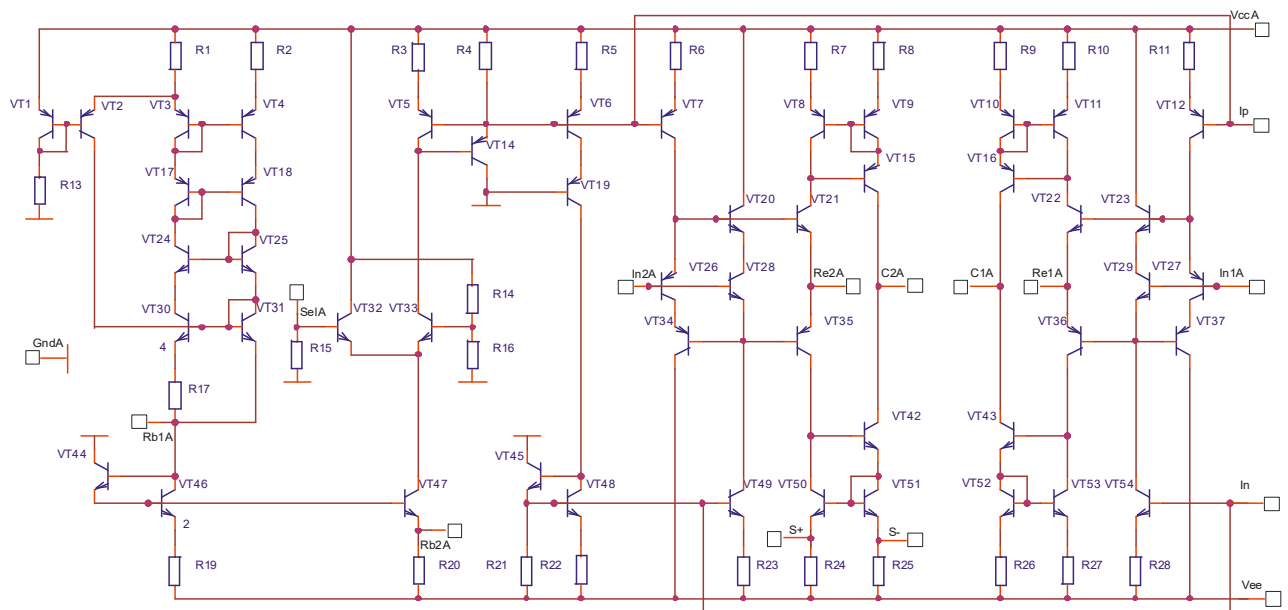 VccA
R1 R2 R3 R4 R5 R6 R7 R8 R9 R10 R11
VT1 VT2 VT3 VT4 VT5 VT6 VT7 VT8 VT9 VT10 VT11 VT12
Ip
VT14 VT15 VT16
R13 VT17 VT18 VT19
VT20 VT21 VT22 VT23
VT24 VT25 VT26 VT28 VT29 VT27
In2A Re2A C2A C1A Re1A In1A
R14
SelA
VT30 VT31 VT32 VT33 VT34 VT35 VT36 VT37
4 R15 R16
GndA
R17
Rb1A
VT42 VT43
VT44 VT45
VT46 VT47 VT48 VT49 VT50 VT51 VT52 VT53 VT54 In
2
S+ S-
Rb2A
R19 R20 R21 R22 R23 R24 R25 R26 R27 R28
Vee